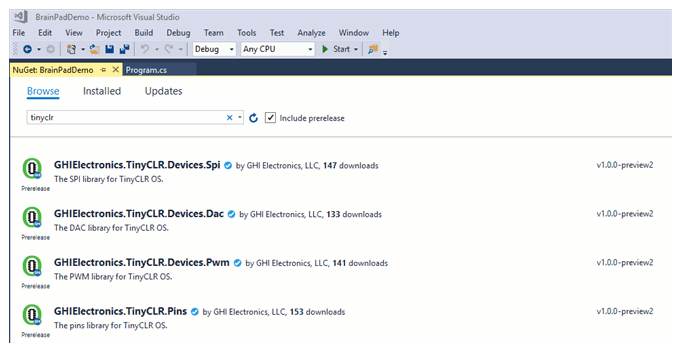 BrainPadDemo - Microsoft Visual Studio
File Edit View Project Build Debug Team Tools Test Analyze Window Help
Debug Any CPU Start
NuGet: BrainPadDemo Program.cs
Browse Installed Updates
tinyclr Include prerelease
GHIElectronics.TinyCLR.Devices.Spi by GHI Electronics, LLC, 147 downloads v1.0.0-preview2
The SPI library for TinyCLR OS.
Prerelease
GHIElectronics.TinyCLR.Devices.Dac by GHI Electronics, LLC, 133 downloads v1.0.0-preview2
The DAC library for TinyCLR OS.
Prerelease
GHIElectronics.TinyCLR.Devices.Pwm by GHI Electronics, LLC, 141 downloads v1.0.0-preview2
The PWM library for TinyCLR OS.
Prerelease
GHIElectronics.TinyCLR.Pins by GHI Electronics, LLC, 153 downloads v1.0.0-preview2
The pins library for TinyCLR OS.
Prerelease